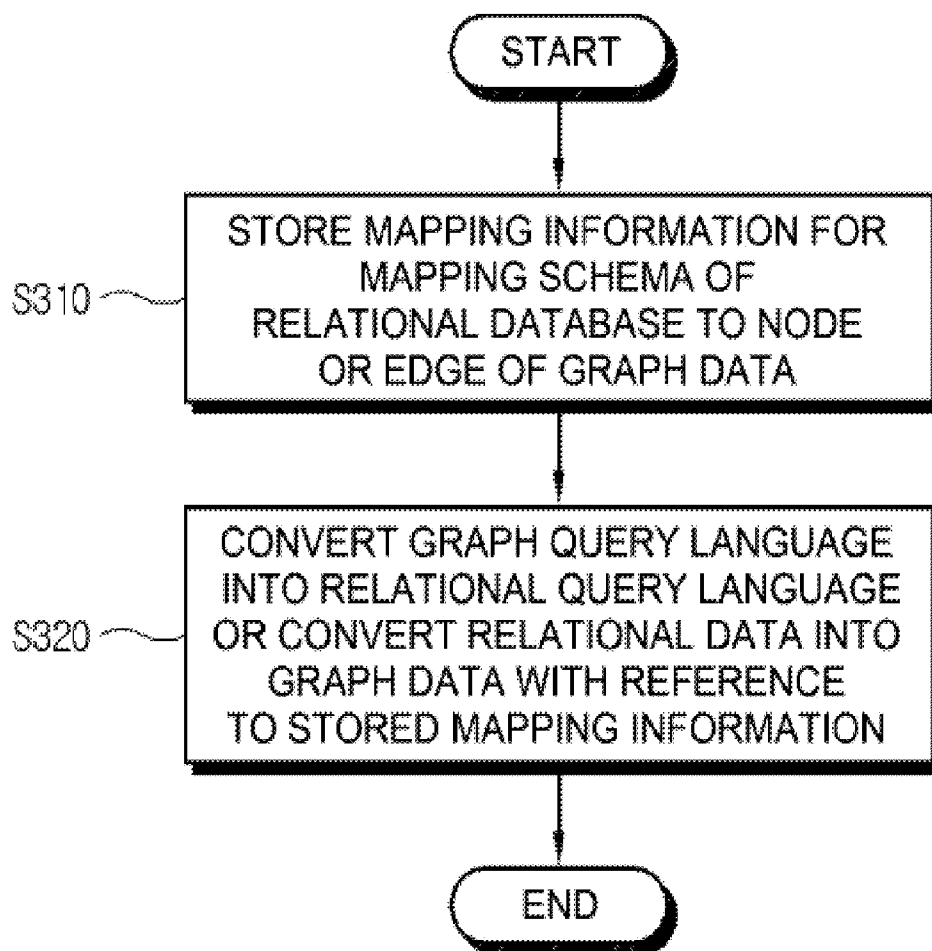 START
S310
STORE MAPPING INFORMATION FOR
MAPPING SCHEMA OF
RELATIONAL DATABASE TO NODE
OR EDGE OF GRAPH DATA
S320
CONVERT GRAPH QUERY LANGUAGE
INTO RELATIONAL QUERY LANGUAGE
OR CONVERT RELATIONAL DATA INTO
GRAPH DATA WITH REFERENCE
TO STORED MAPPING INFORMATION
END